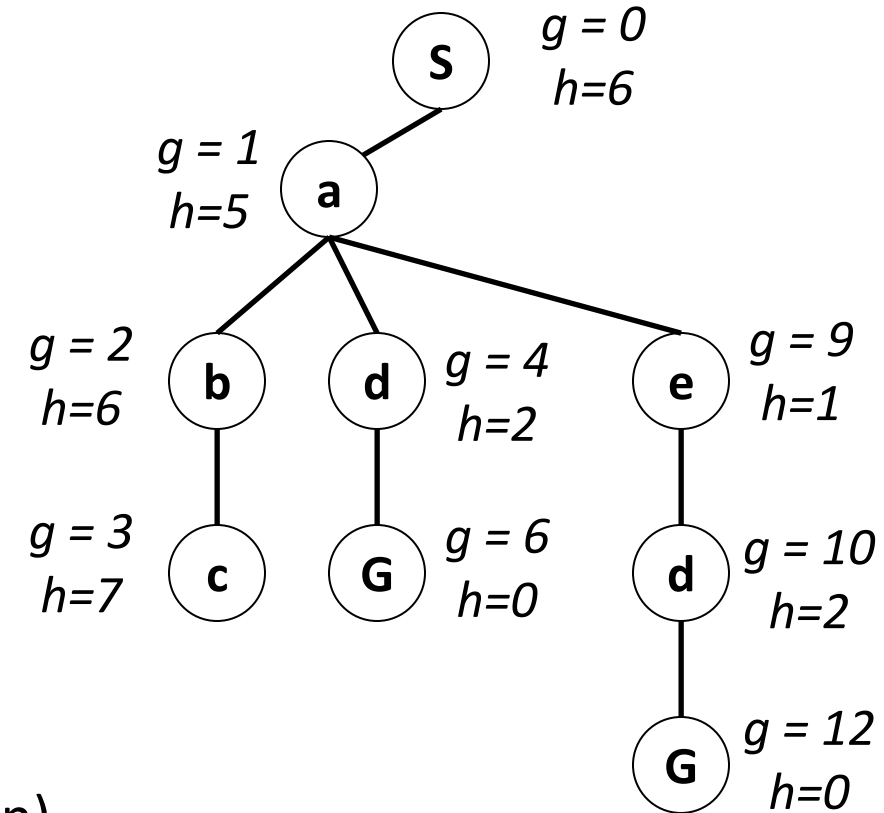 S
g = 0
h=6
g = 1
h=5
a
g = 2
h=6
b
d
g = 4
h=2
e
g = 9
h=1
g = 3
h=7
c
G
g = 6
h=0
d
g = 10
h=2
G
g = 12
h=0
n)